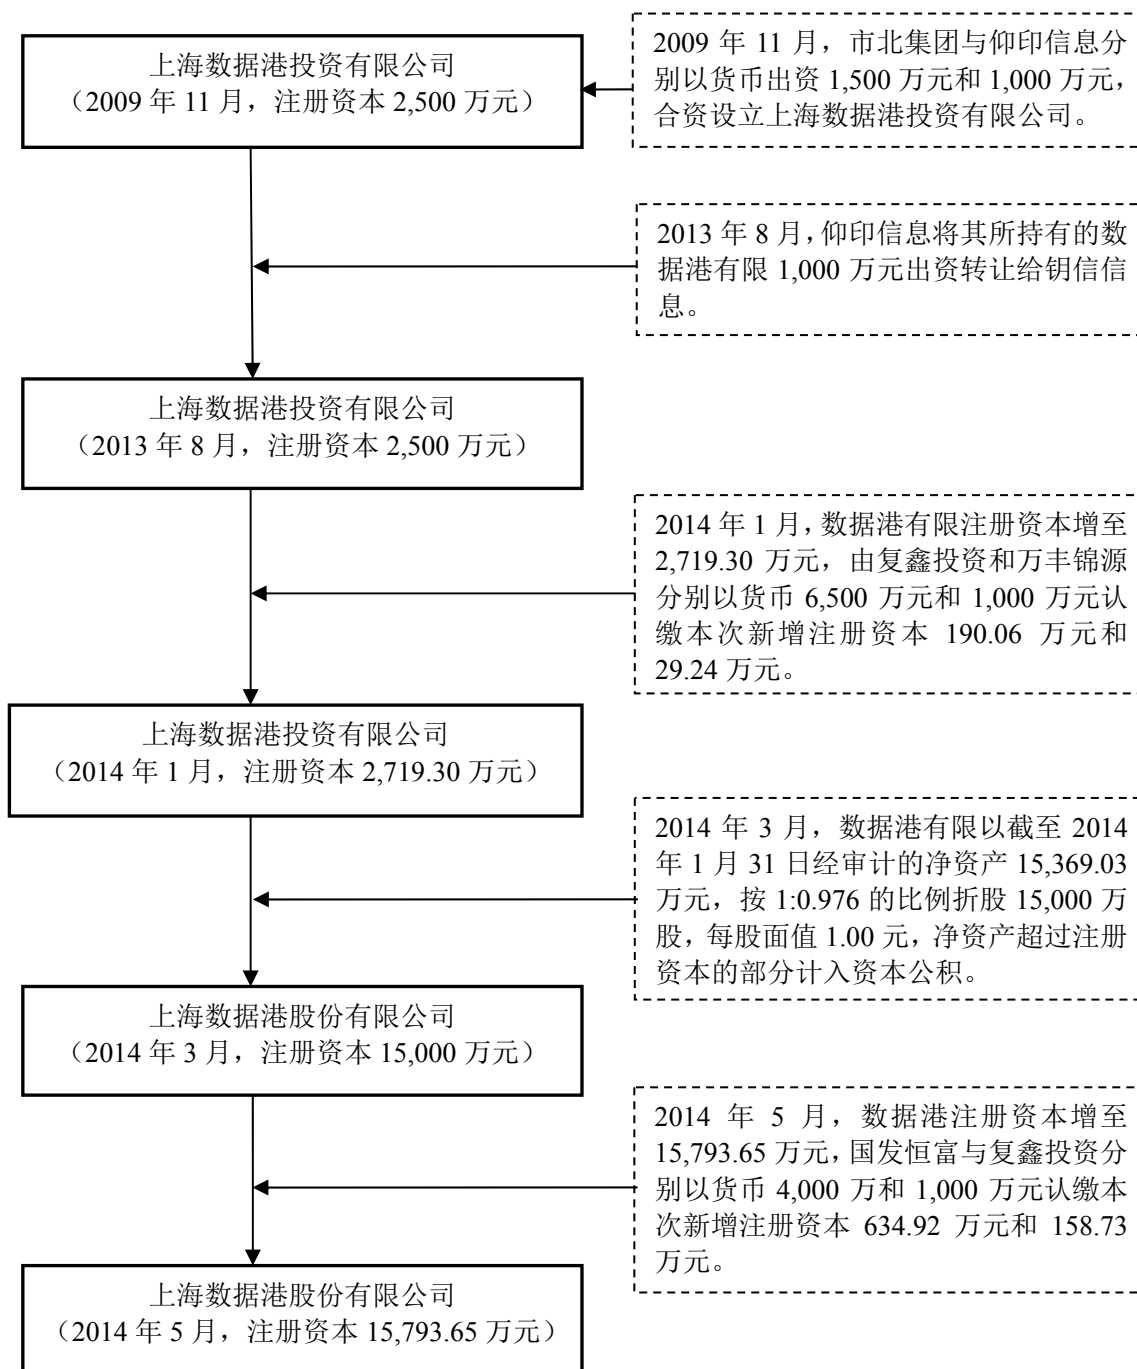 上海数据港投资有限公司
（2009 年 11 月，注册资本 2,500 万元）
2009 年 11 月，市北集团与仰印信息分
别以货币出资 1,500 万元和 1,000 万元，
合资设立上海数据港投资有限公司。
2013 年 8 月，仰印信息将其所持有的数
据港有限 1,000 万元出资转让给钥信信
息。
上海数据港投资有限公司
（2013 年 8 月，注册资本 2,500 万元）
2014 年 1 月，数据港有限注册资本增至
2,719.30 万元，由复鑫投资和万丰锦源
分别以货币 6,500 万元和 1,000 万元认
缴本次新增注册资本 190.06 万元和
29.24 万元。
上海数据港投资有限公司
（2014 年 1 月，注册资本 2,719.30 万元）
2014 年 3 月，数据港有限以截至 2014
年 1 月 31 日经审计的净资产 15,369.03
万元，按 1:0.976 的比例折股 15,000 万
股，每股面值 1.00 元，净资产超过注册
资本的部分计入资本公积。
上海数据港股份有限公司
（2014 年 3 月，注册资本 15,000 万元）
2014 年 5 月，数据港注册资本增至
15,793.65 万元，国发恒富与复鑫投资分
别以货币 4,000 万和 1,000 万元认缴本
次新增注册资本 634.92 万元和 158.73
万元。
上海数据港股份有限公司
（2014 年 5 月，注册资本 15,793.65 万元）